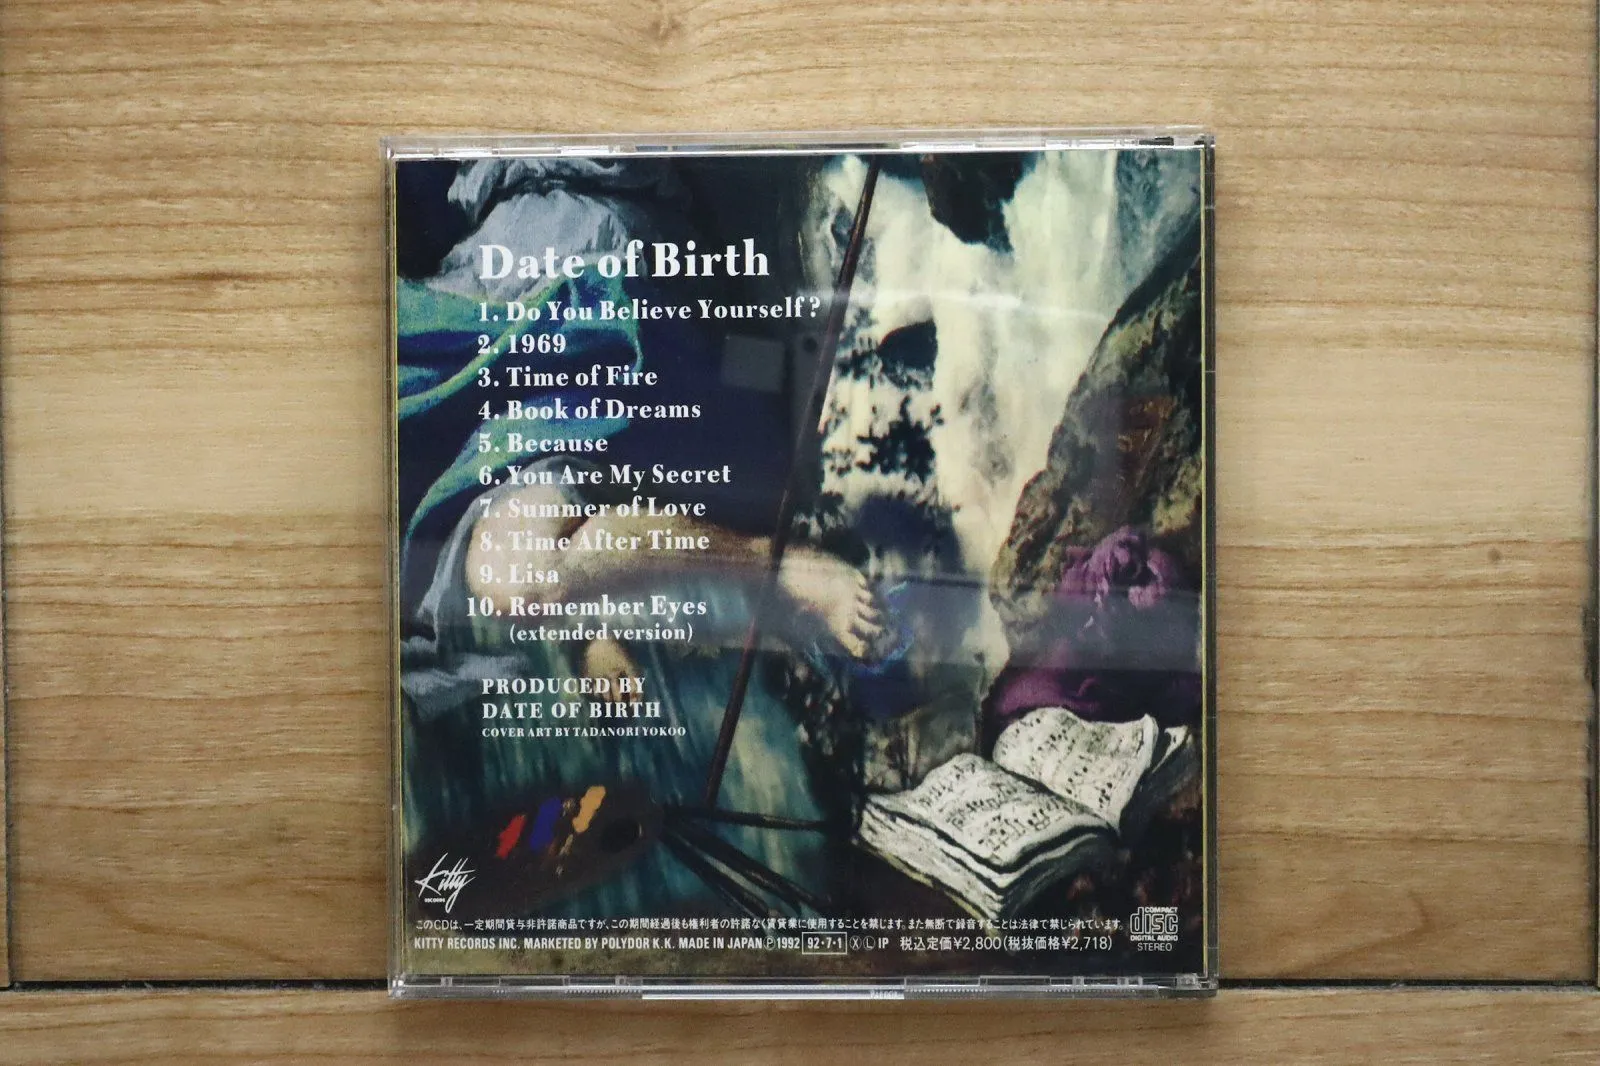 Date of Birth
1. Do You Believe Yourself?
2. 1969
3. Time of Fire
4. Book of Dreams
5. Because
6. You Are My Secret
7. Summer of Love
8. Time After Time
9. Lisa
10. Remember Eyes
(extended version)
PRODUCED BY
DATE OF BIRTH
COVER ART BY TADANORI YOKOO
Kitty
RECORDS
このCDは、一定期間貸与非許諾商品ですが、この期間経過後も権利者の許諾なく賃貸業に使用することを禁じます。また無断で録音することは法律で禁じられています。
KITTY RECORDS INC. MARKETED BY POLYDOR K.K. MADE IN JAPAN Ⓟ1992 92・7・1 Ⓧ Ⓛ IP 税込定価¥2,800(税抜価格¥2,718)
COMPACT
disc
DIGITAL AUDIO
STEREO